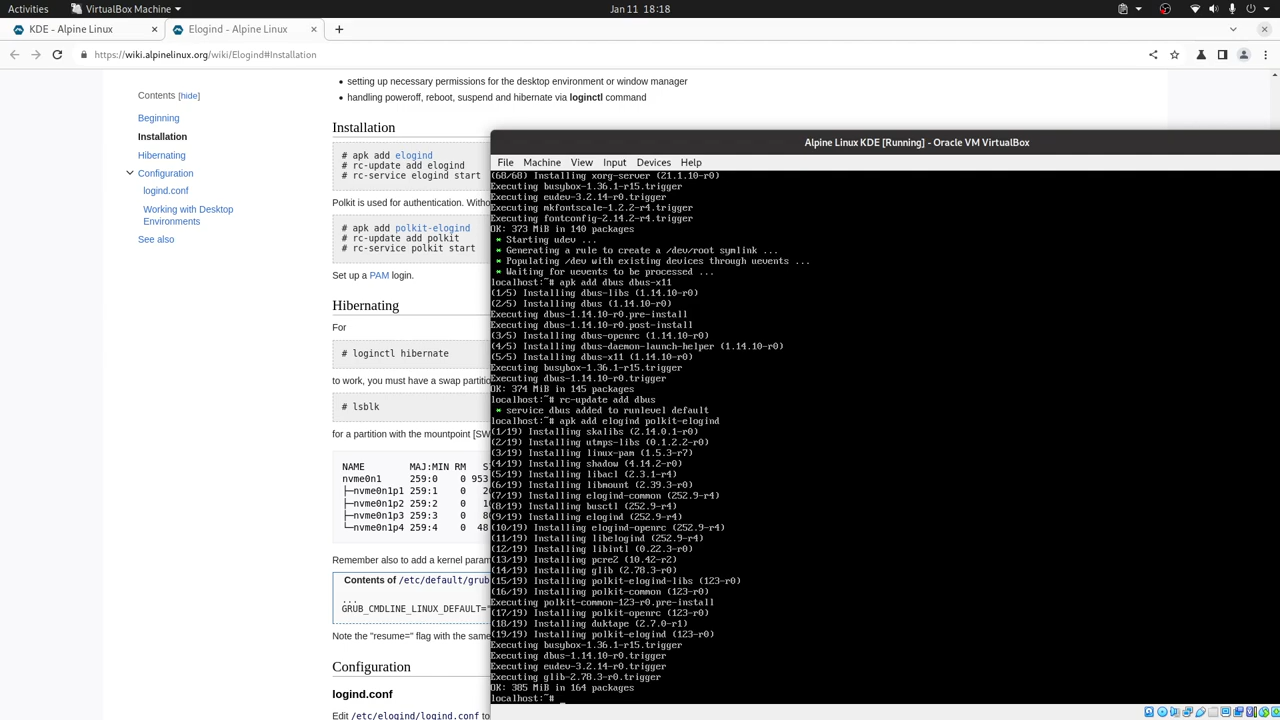 Activities
VirtualBox Machine
Jan 11 18:18
KDE - Alpine Linux
Elogind - Alpine Linux
https://wiki.alpinelinux.org/wiki/Elogind#Installation
Contents [hide]
Beginning
Installation
Hibernating
Configuration
logind.conf
Working with Desktop
Environments
See also
setting up necessary permissions for the desktop environment or window manager
handling poweroff, reboot, suspend and hibernate via loginctl command
Installation
# apk add elogind
# rc-update add elogind
# rc-service elogind start
Polkit is used for authentication. Witho
# apk add polkit-elogind
# rc-update add polkit
# rc-service polkit start
Set up a PAM login.
Hibernating
For
# loginctl hibernate
to work, you must have a swap partitio
# lsblk
for a partition with the mountpoint [SW
NAME MAJ:MIN RM S
nvme0n1 259:0 0 953
├─nvme0n1p1 259:1 0 2
├─nvme0n1p2 259:2 0 1
├─nvme0n1p3 259:3 0 8
└─nvme0n1p4 259:4 0 48
Remember also to add a kernel param
Contents of /etc/default/grub
...
GRUB_CMDLINE_LINUX_DEFAULT="
Note the "resume=" flag with the same
Configuration
logind.conf
Edit /etc/elogind/logind.conf to
Alpine Linux KDE [Running] - Oracle VM VirtualBox
File Machine View Input Devices Help
(68/68) Installing xorg-server (21.1.10-r0)
Executing busybox-1.36.1-r15.trigger
Executing eudev-3.2.14-r0.trigger
Executing mkfontscale-1.2.2-r4.trigger
Executing fontconfig-2.14.2-r4.trigger
OK: 373 MiB in 140 packages
* Starting udev ...
* Generating a rule to create a /dev/root symlink ...
* Populating /dev with existing devices through uevents ...
* Waiting for uevents to be processed ...
localhost:~# apk add dbus dbus-x11
(1/5) Installing dbus-libs (1.14.10-r0)
(2/5) Installing dbus (1.14.10-r0)
Executing dbus-1.14.10-r0.pre-install
Executing dbus-1.14.10-r0.post-install
(3/5) Installing dbus-openrc (1.14.10-r0)
(4/5) Installing dbus-daemon-launch-helper (1.14.10-r0)
(5/5) Installing dbus-x11 (1.14.10-r0)
Executing busybox-1.36.1-r15.trigger
Executing dbus-1.14.10-r0.trigger
OK: 374 MiB in 145 packages
localhost:~# rc-update add dbus
* service dbus added to runlevel default
localhost:~# apk add elogind polkit-elogind
(1/19) Installing skalibs (2.14.0.1-r0)
(2/19) Installing utmps-libs (0.1.2.2-r0)
(3/19) Installing linux-pam (1.5.3-r7)
(4/19) Installing shadow (4.14.2-r0)
(5/19) Installing libacl (2.3.1-r4)
(6/19) Installing libmount (2.39.3-r0)
(7/19) Installing elogind-common (252.9-r4)
(8/19) Installing busctl (252.9-r4)
(9/19) Installing elogind (252.9-r4)
(10/19) Installing elogind-openrc (252.9-r4)
(11/19) Installing libelogind (252.9-r4)
(12/19) Installing libintl (0.22.3-r0)
(13/19) Installing pcre2 (10.42-r2)
(14/19) Installing glib (2.78.3-r0)
(15/19) Installing polkit-elogind-libs (123-r0)
(16/19) Installing polkit-common (123-r0)
Executing polkit-common-123-r0.pre-install
(17/19) Installing polkit-openrc (123-r0)
(18/19) Installing duktape (2.7.0-r1)
(19/19) Installing polkit-elogind (123-r0)
Executing busybox-1.36.1-r15.trigger
Executing dbus-1.14.10-r0.trigger
Executing eudev-3.2.14-r0.trigger
Executing glib-2.78.3-r0.trigger
OK: 385 MiB in 164 packages
localhost:~# _